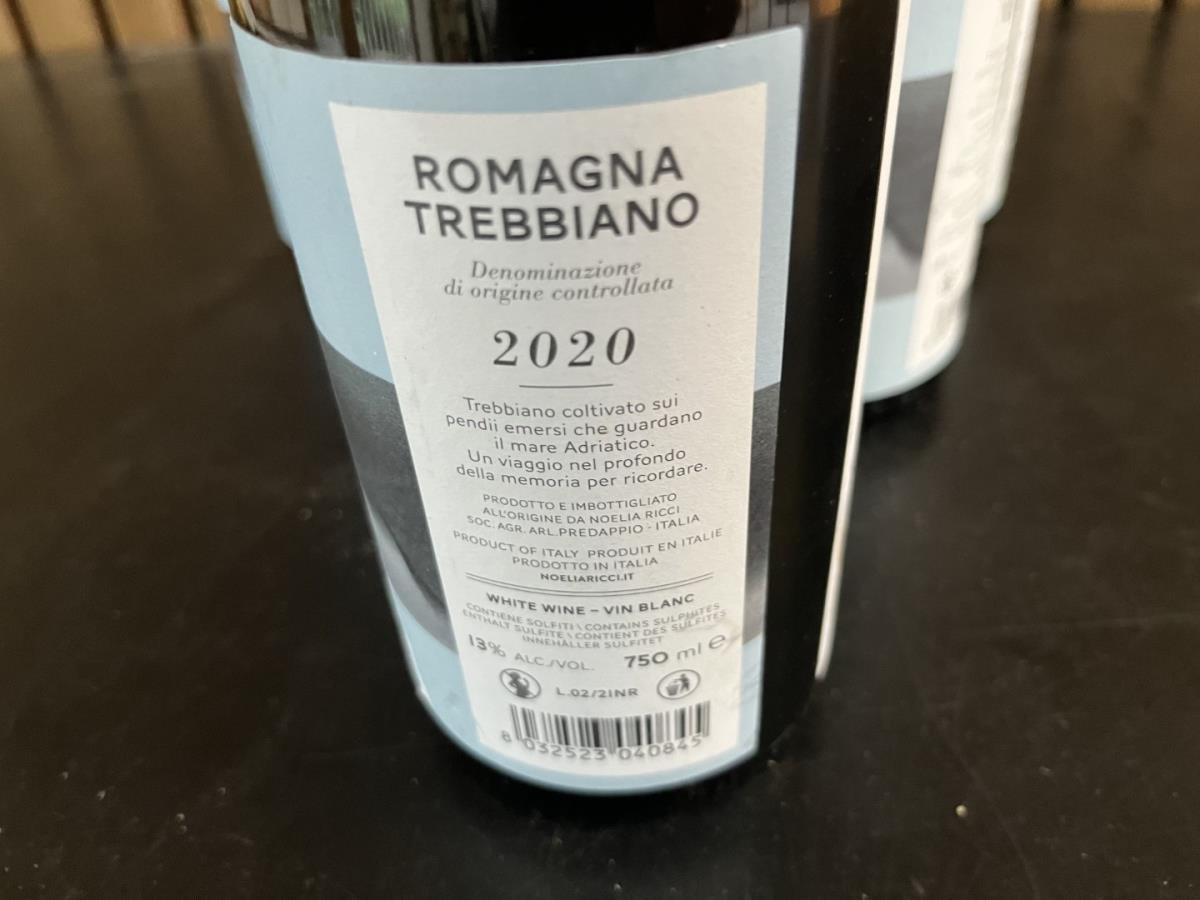 ROMAGNA
TREBBIANO
Denominazione
di origine controllata
2020
Trebbiano coltivato sui
pendii emersi che guardano
il mare Adriatico.
Un viaggio nel profondo
della memoria per ricordare.
PRODOTTO E IMBOTTIGLIATO
ALL'ORIGINE DA NOELIA RICCI
SOC. AGR. ARL.PREDAPPIO - ITALIA
PRODUCT OF ITALY PRODUIT EN ITALIE
PRODOTTO IN ITALIA
NOELIARICCI.IT
WHITE WINE – VIN BLANC
CONTIENE SOLFITI \ CONTAINS SULPHITES
ENTHALT SULFITE \ CONTIENT DES SULFITES
INNEHÅLLER SULFITET
13% ALC./VOL. 750 ml e
L.02/21NR
8 032523 040845